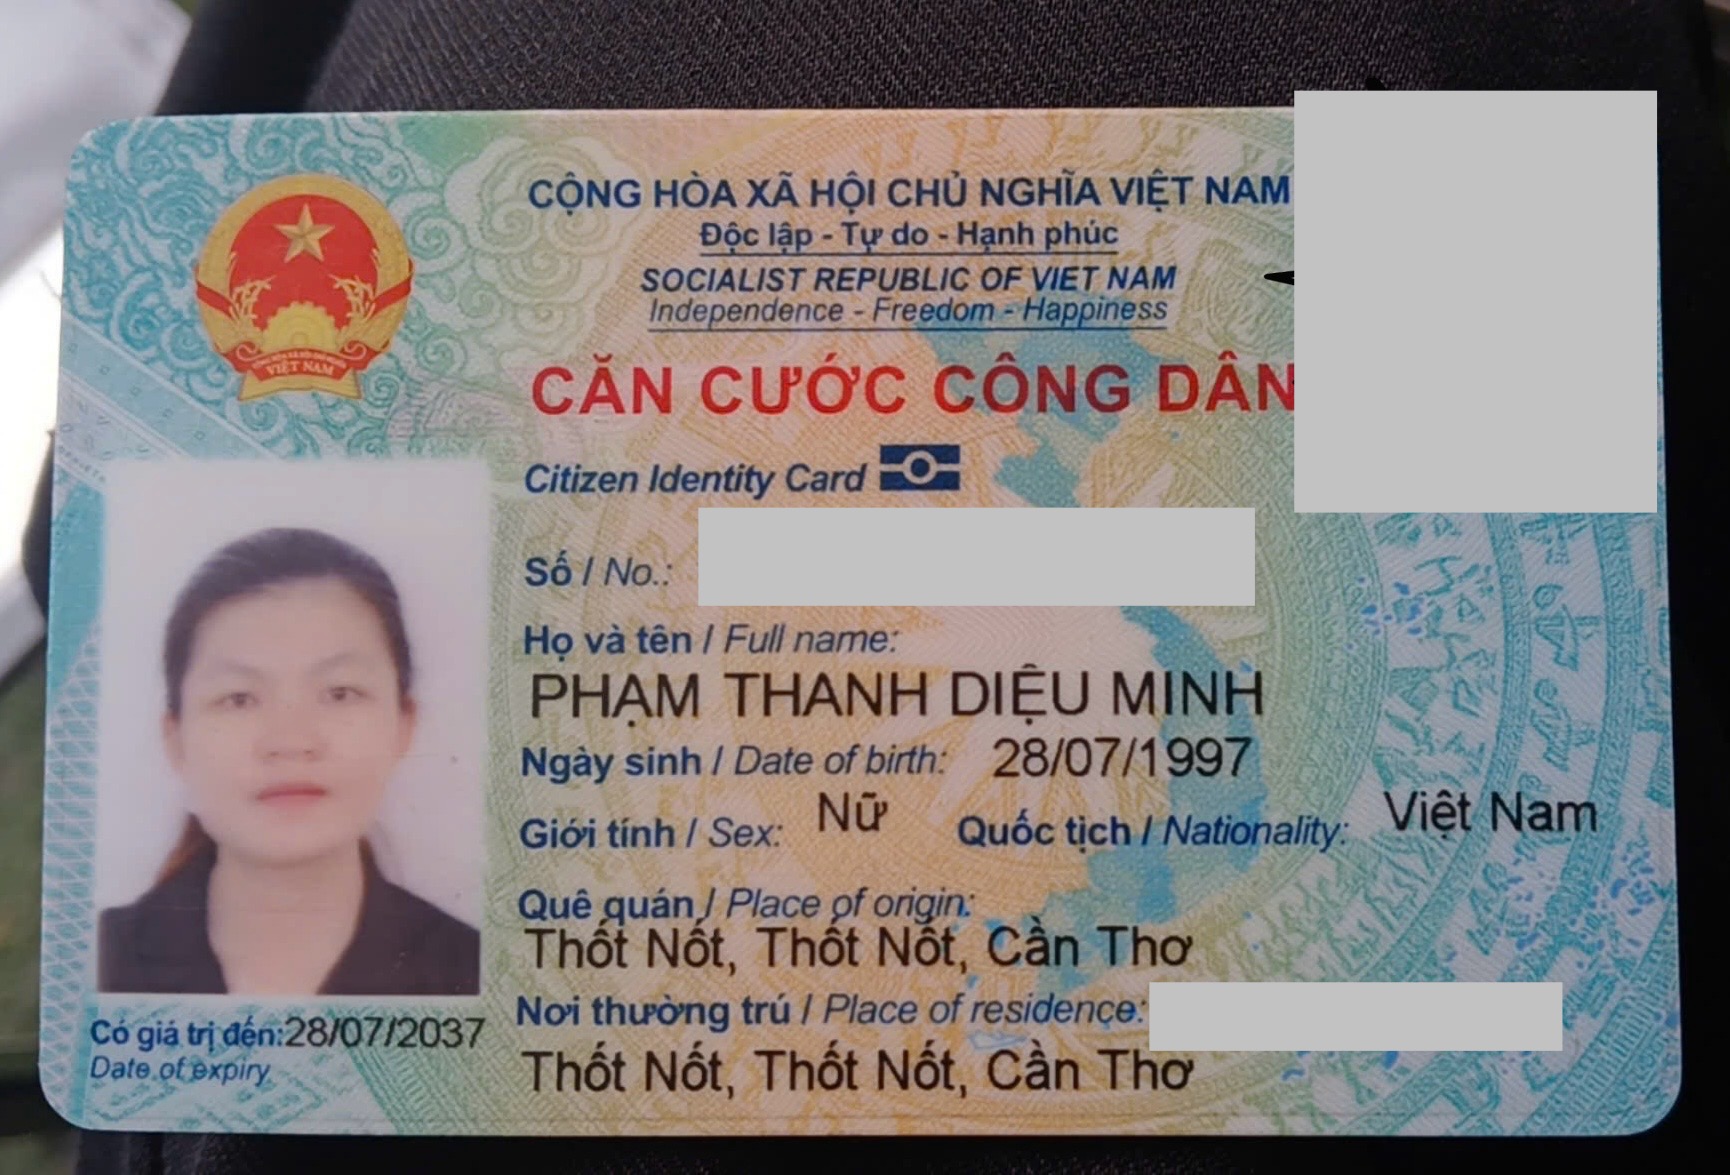 CỘNG HÒA XÃ HỘI CHỦ NGHĨA VIỆT NAM
Độc lập - Tự do - Hạnh phúc
SOCIALIST REPUBLIC OF VIET NAM
Independence - Freedom - Happiness
VIỆT NAM
CĂN CƯỚC CÔNG DÂN
Citizen Identity Card
Số / No.:
Họ và tên / Full name:
PHẠM THANH DIỆU MINH
Ngày sinh / Date of birth: 28/07/1997
Giới tính / Sex: Nữ Quốc tịch / Nationality: Việt Nam
Quê quán / Place of origin:
Thốt Nốt, Thốt Nốt, Cần Thơ
Nơi thường trú / Place of residence:
Thốt Nốt, Thốt Nốt, Cần Thơ
Có giá trị đến: 28/07/2037
Date of expiry